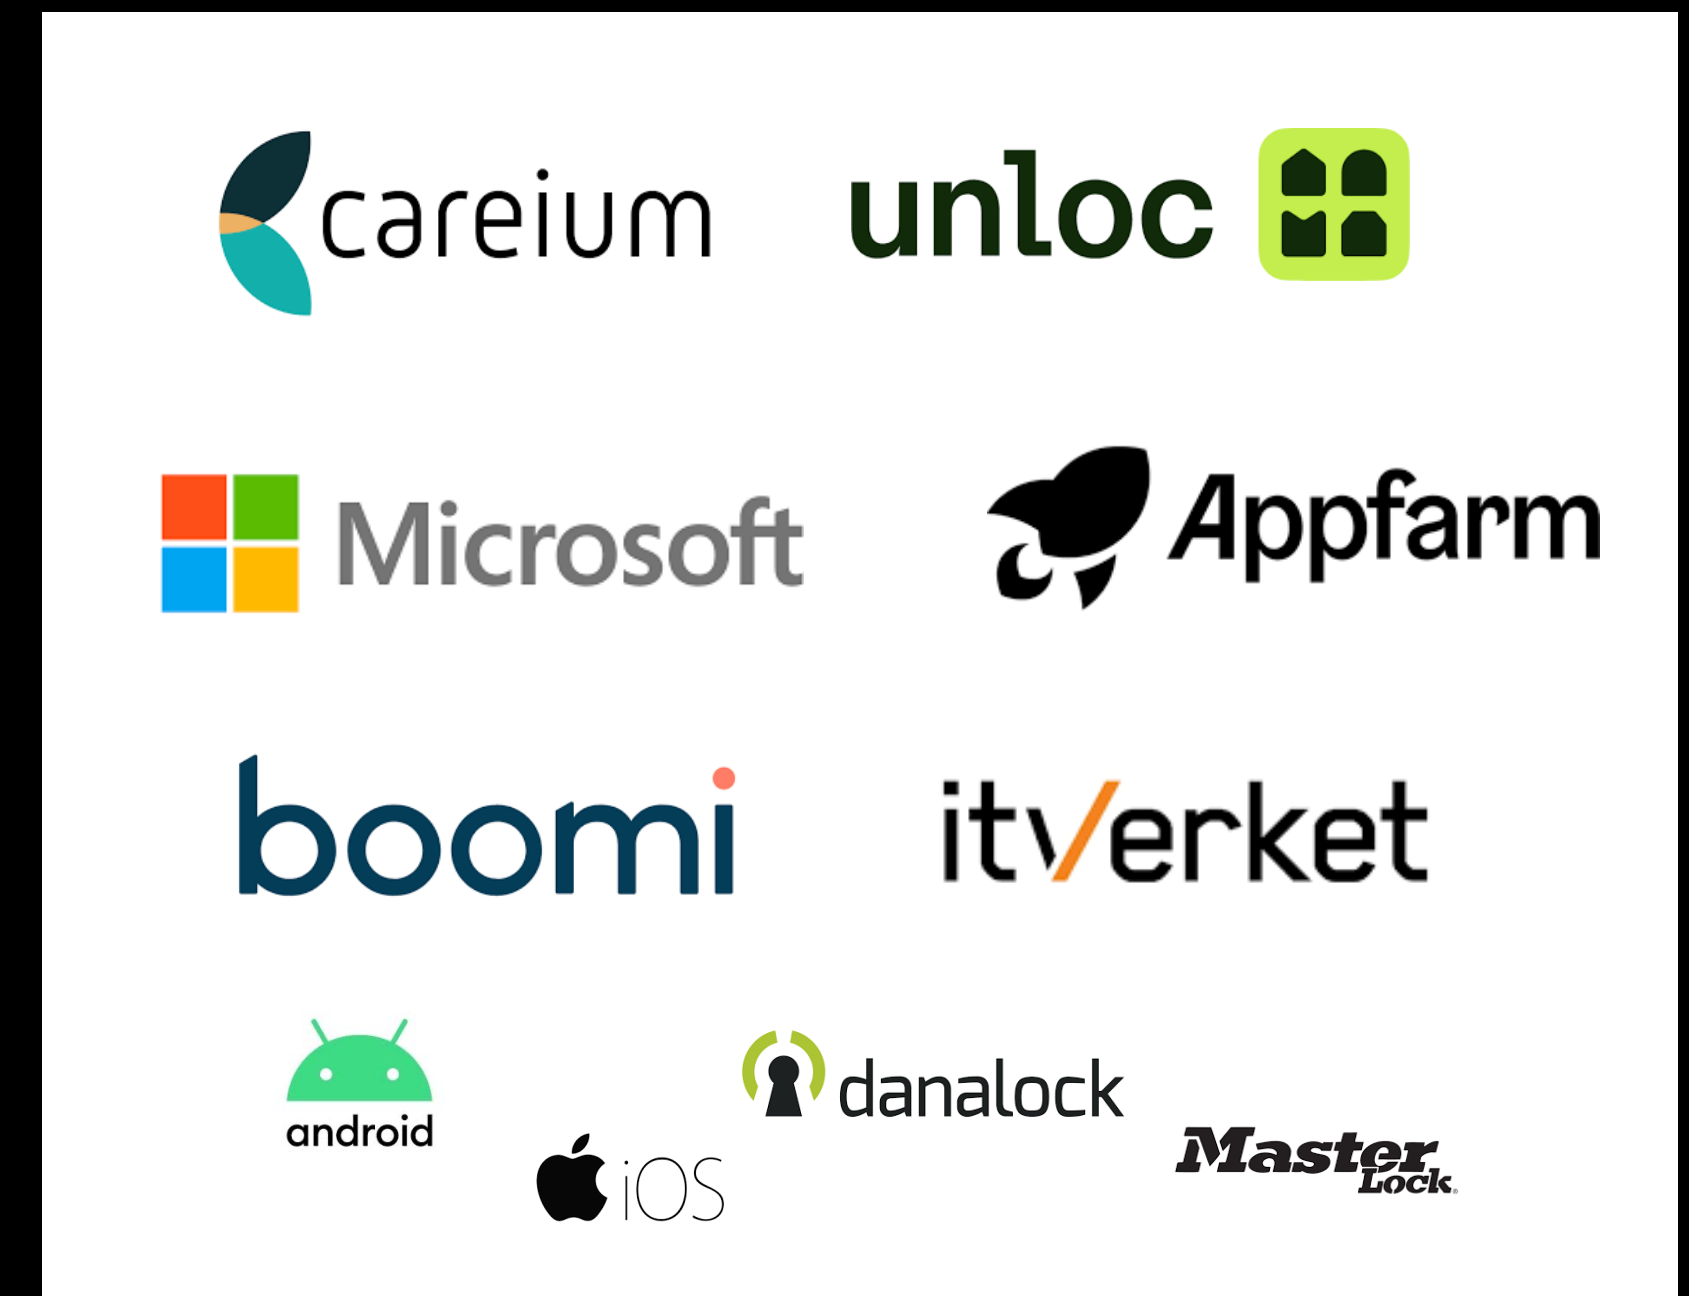 careium
unloc
Microsoft
Appfarm
boomi
itverket
android
danalock
iOS
Master
Lock®